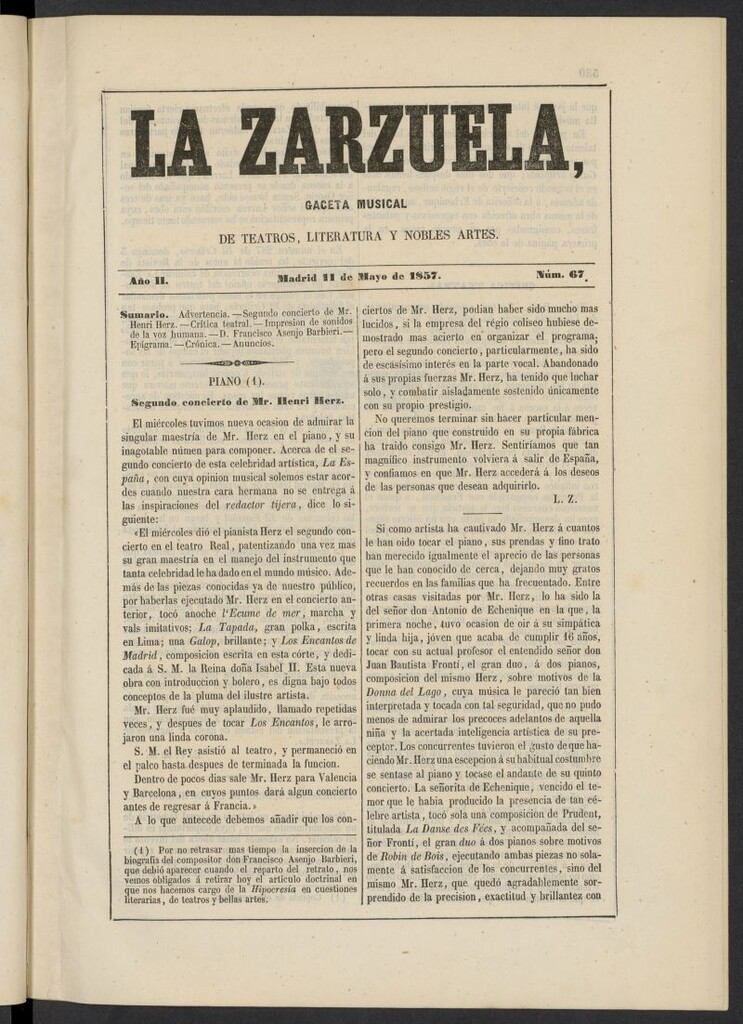 LA ZARZUELA,
GACETA MUSICAL
DE TEATROS, LITERATURA Y NOBLES ARTES.
Año II. Madrid 11 de Mayo de 1857. Núm. 67.
Sumario. Advertencia.—Segundo concierto de Mr.
Henri Herz.—Crítica teatral.—Impresion de sonidos
de la voz humana.—D. Francisco Asenjo Barbieri.—
Epígrama.—Crónica.—Anuncios.
PIANO (1).
Segundo concierto de Mr. Henri Herz.
El miércoles tuvimos nueva ocasion de admirar la
singular maestría de Mr. Herz en el piano, y su
inagotable númen para componer. Acerca de el se-
gundo concierto de esta celebridad artística, La Es-
paña, con cuya opinion musical solemos estar acor-
des cuando nuestra cara hermana no se entrega á
las inspiraciones del redactor tijera, dice lo si-
guiente:
«El miércoles dió el pianista Herz el segundo con-
cierto en el teatro Real, patentizando una vez mas
su gran maestría en el manejo del instrumento que
tanta celebridad le ha dado en el mundo músico. Ade-
más de las piezas conocidas ya de nuestro público,
por haberlas ejecutado Mr. Herz en el concierto an-
terior, tocó anoche l'Ecume de mer, marcha y
vals imitativos; La Tapada, gran polka, escrita
en Lima; una Galop, brillante; y Los Encantos de
Madrid, composicion escrita en esta córte, y dedi-
cada á S. M. la Reina doña Isabel II. Esta nueva
obra con introduccion y bolero, es digna bajo todos
conceptos de la pluma del ilustre artista.
Mr. Herz fué muy aplaudido, llamado repetidas
veces, y despues de tocar Los Encantos, le arro-
jaron una linda corona.
S. M. el Rey asistió al teatro, y permaneció en
el palco hasta despues de terminada la funcion.
Dentro de pocos dias sale Mr. Herz para Valencia
y Barcelona, en cuyos puntos dará algun concierto
antes de regresar á Francia.»
A lo que antecede debemos añadir que los con-
(1) Por no retrasar mas tiempo la insercion de la
biografía del compositor don Francisco Asenjo Barbieri,
que debió aparecer cuando el reparto del retrato, nos
vemos obligados á retirar hoy el artículo doctrinal en
que nos hacemos cargo de la Hipocresía en cuestiones
literarias, de teatros y bellas artes.
ciertos de Mr. Herz, podian haber sido mucho mas
lucidos, si la empresa del régio coliseo hubiese de-
mostrado mas acierto en organizar el programa;
pero el segundo concierto, particularmente, ha sido
de escasísimo interés en la parte vocal. Abandonado
á sus propias fuerzas Mr. Herz, ha tenido que luchar
solo, y combatir aisladamente sostenido únicamente
con su propio prestigio.
No queremos terminar sin hacer particular men-
cion del piano que construido en su propia fábrica
ha traido consigo Mr. Herz. Sentiríamos que tan
magnífico instrumento volviera á salir de España,
y confiamos en que Mr. Herz accederá á los deseos
de las personas que desean adquirirlo.
L. Z.
Si como artista ha cautivado Mr. Herz á cuantos
le han oido tocar el piano, sus prendas y fino trato
han merecido igualmente el aprecio de las personas
que le han conocido de cerca, dejando muy gratos
recuerdos en las familias que ha frecuentado. Entre
otras casas visitadas por Mr. Herz, lo ha sido la
del señor don Antonio de Echenique en la que, la
primera noche, tuvo ocasion de oir á su simpática
y linda hija, jóven que acaba de cumplir 16 años,
tocar con su actual profesor el entendido señor don
Juan Bautista Frontí, el gran duo, á dos pianos,
composicion del mismo Herz, sobre motivos de la
Donna del Lago, cuya música le pareció tan bien
interpretada y tocada con tal seguridad, que no pudo
menos de admirar los precoces adelantos de aquella
niña y la acertada inteligencia artística de su pre-
ceptor. Los concurrentes tuvieron el gusto de que ha-
ciendo Mr. Herz una escepcion á su habitual costumbre
se sentase al piano y tocase el andante de su quinto
concierto. La señorita de Echenique, vencido el te-
mor que le habia producido la presencia de tan cé-
lebre artista, tocó sola una composicion de Prudent,
titulada La Danse des Fées, y acompañada del se-
ñor Frontí, el gran duo á dos pianos sobre motivos
de Robin de Bois, ejecutando ambas piezas no sola-
mente á satisfaccion de los concurrentes, sino del
mismo Mr. Herz, que quedó agradablemente sor-
prendido de la precision, exactitud y brillantez con